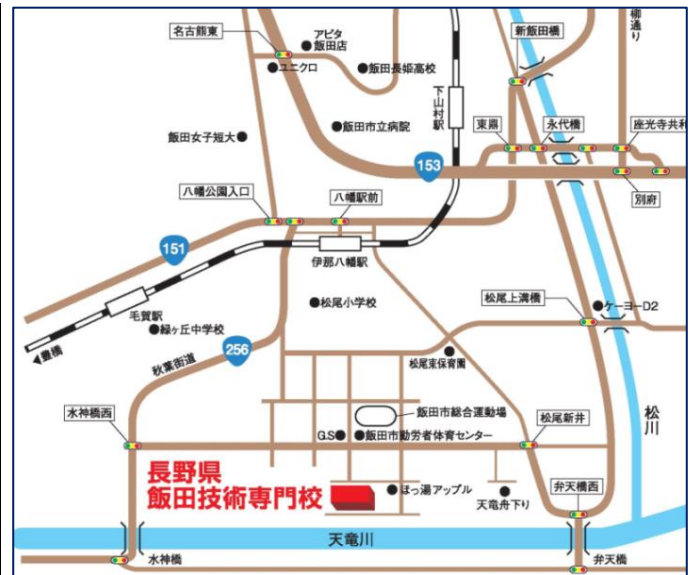 名古熊東
アピタ
飯田店
ユニクロ
飯田長姫高校
新飯田橋
柳通り
下山村駅
飯田市立病院
飯田女子短大
東鼎
永代橋
座光寺共和
153
八幡公園入口
八幡駅前
別府
151
伊那八幡駅
毛賀駅
松尾小学校
松尾上溝橋
ケーヨーD2
緑ヶ丘中学校
豊橋
256
秋葉街道
松尾東保育園
飯田市総合運動場
松川
水神橋西
G.S
飯田市勤労者体育センター
松尾新井
長野県
飯田技術専門校
ほっ湯アップル
天竜舟下り
弁天橋西
天竜川
水神橋
弁天橋